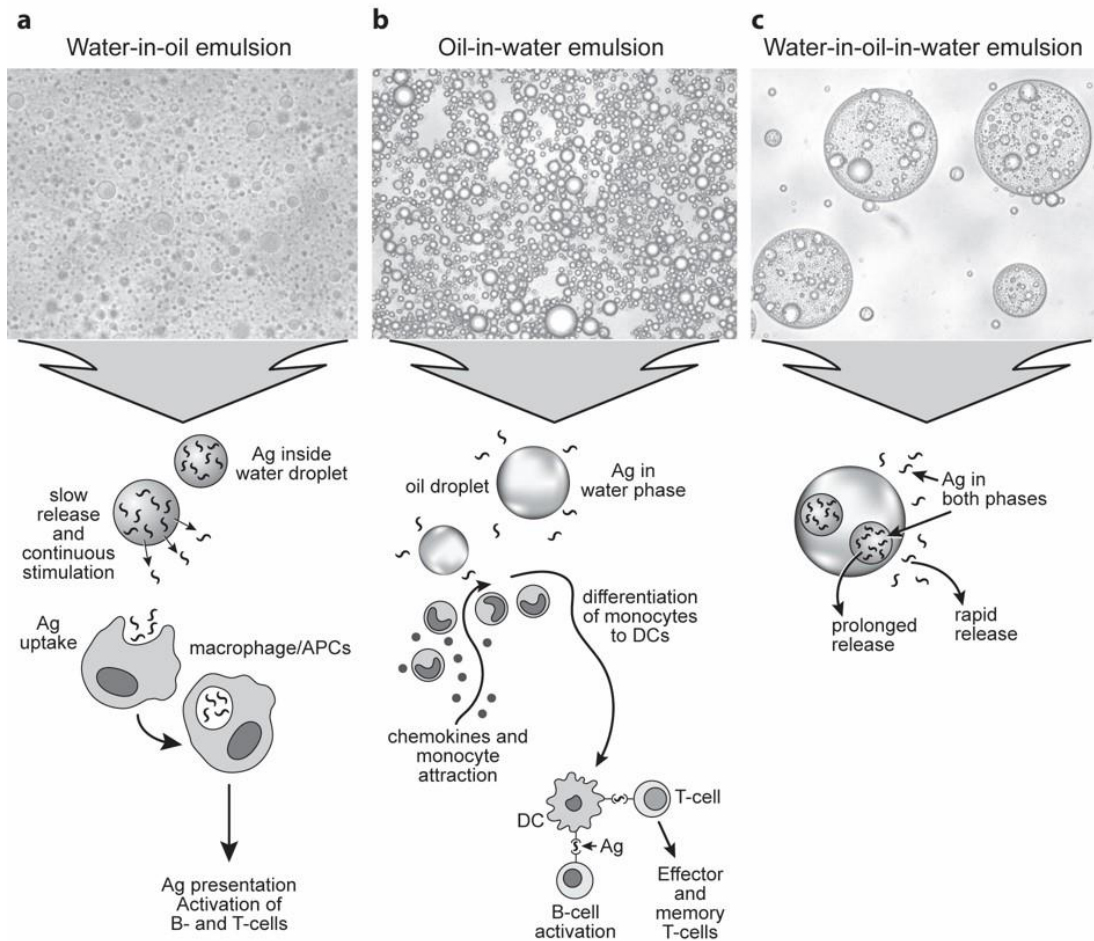 a
Water-in-oil emulsion
b
Oil-in-water emulsion
c
Water-in-oil-in-water emulsion
Ag inside
water droplet
slow
release
and
continuous
stimulation
Ag
uptake
macrophage/APCs
Ag presentation
Activation of
B- and T-cells
oil droplet
Ag in
water phase
differentiation
of monocytes
to DCs
chemokines and
monocyte
attraction
DC
T-cell
Ag
B-cell
activation
Effector
and
memory
T-cells
Ag in
both phases
prolonged
release
rapid
release